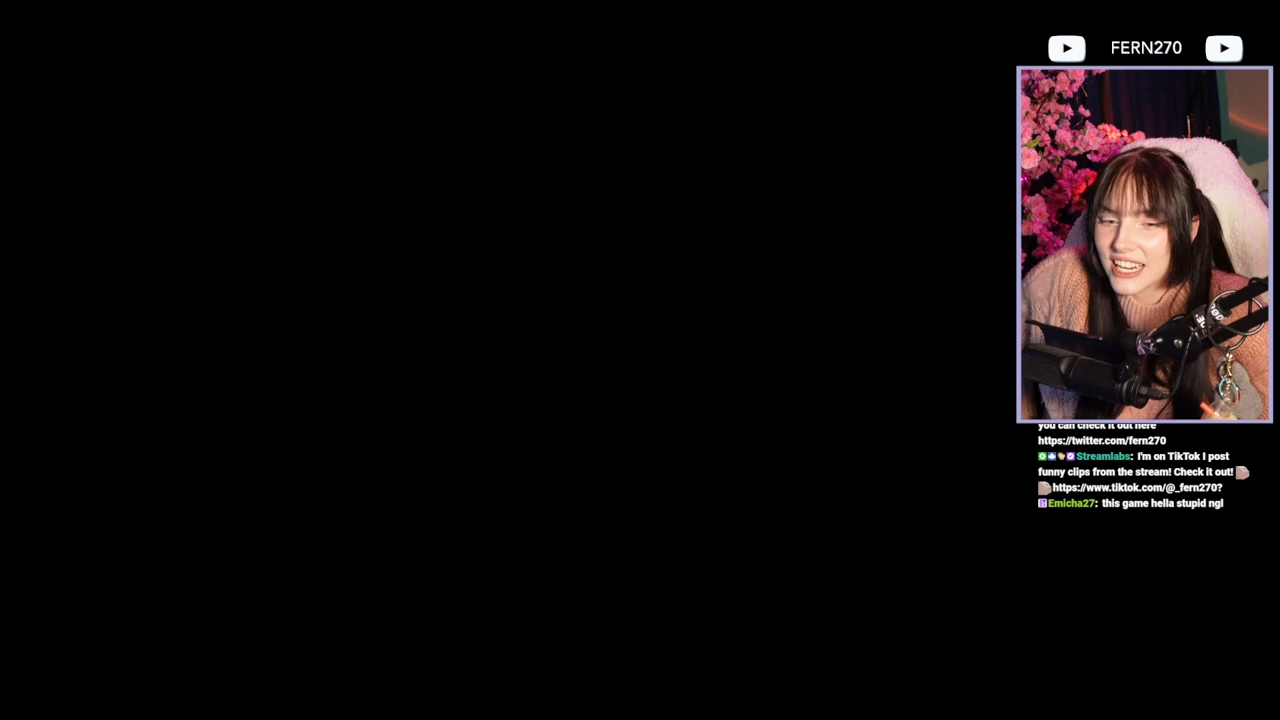 FERN270
you can check it out here
https://twitter.com/fern270
Streamlabs: I'm on TikTok I post
funny clips from the stream! Check it out!
https://www.tiktok.com/@_fern270?
Emicha27: this game hella stupid ngl